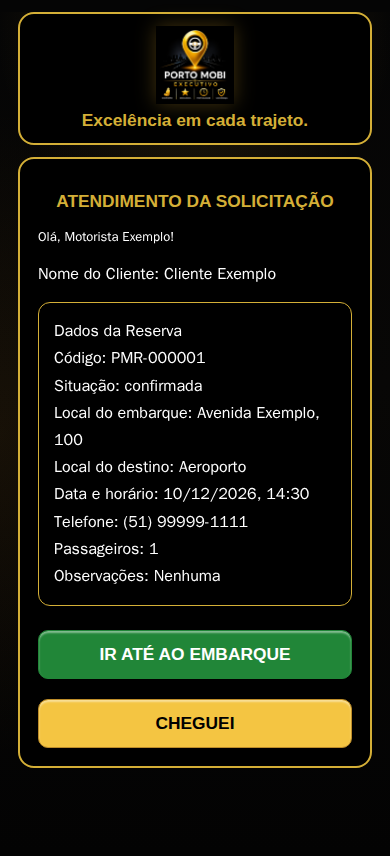 PORTO MOBI
EXECUTIVO
Excelência em cada trajeto.
ATENDIMENTO DA SOLICITAÇÃO
Olá, Motorista Exemplo!
Nome do Cliente: Cliente Exemplo
Dados da Reserva
Código: PMR-000001
Situação: confirmada
Local do embarque: Avenida Exemplo,
100
Local do destino: Aeroporto
Data e horário: 10/12/2026, 14:30
Telefone: (51) 99999-1111
Passageiros: 1
Observações: Nenhuma
IR ATÉ AO EMBARQUE
CHEGUEI